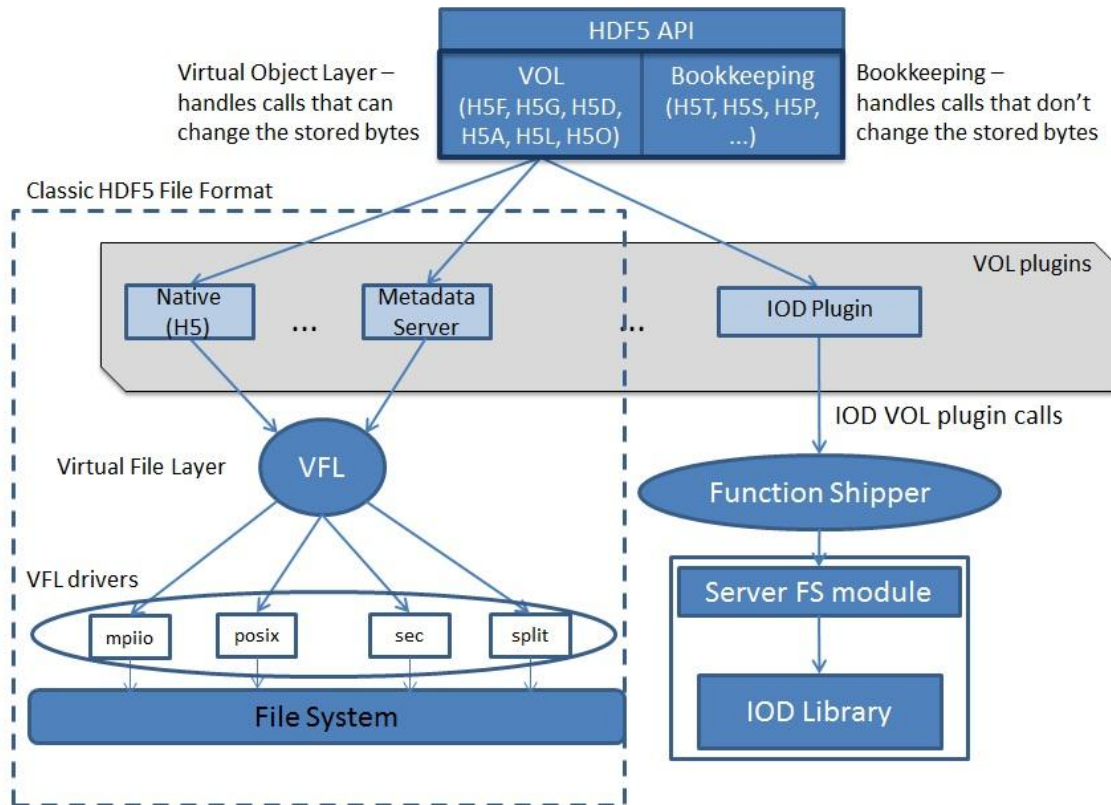 HDF5 API
Virtual Object Layer –
handles calls that can
change the stored bytes
VOL
(H5F, H5G, H5D,
H5A, H5L, H5O)
Bookkeeping
(H5T, H5S, H5P,
...)
Bookkeeping –
handles calls that don't
change the stored bytes
Classic HDF5 File Format
VOL plugins
Native
(H5)
...
Metadata
Server
...
IOD Plugin
IOD VOL plugin calls
Virtual File Layer
VFL
Function Shipper
VFL drivers
mpiio
posix
sec
split
File System
Server FS module
IOD Library